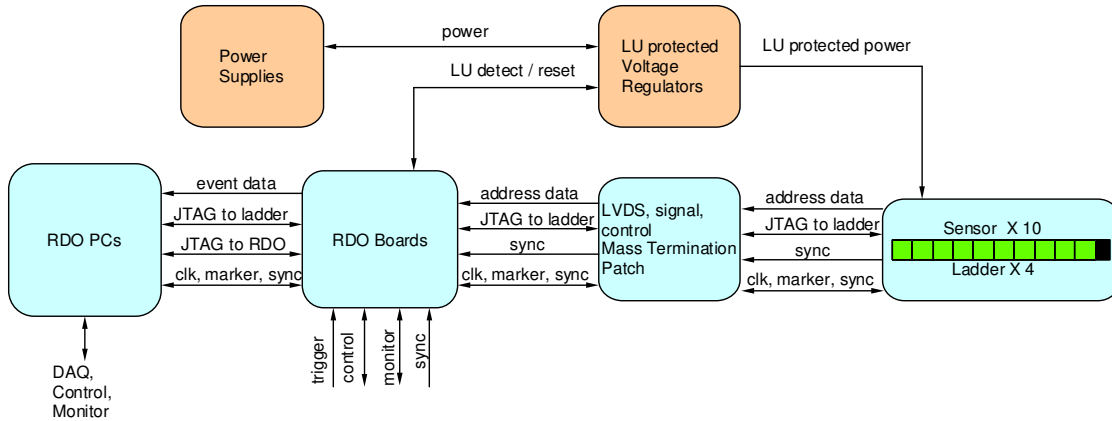 power
LU protected power
Power
Supplies
LU protected
Voltage
Regulators
LU detect / reset
RDO PCs
event data
JTAG to ladder
JTAG to RDO
clk, marker, sync
RDO Boards
address data
JTAG to ladder
sync
clk, marker, sync
LVDS, signal,
control
Mass Termination
Patch
address data
JTAG to ladder
sync
clk, marker, sync
Sensor X 10
Ladder X 4
trigger
control
monitor
sync
DAQ,
Control,
Monitor